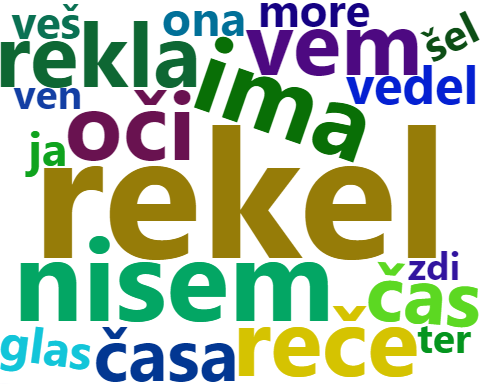 veš ona more
rekla vem šel
ven oči ima vedel
ja rekel
nisem zdi
čas
glas časa reče ter